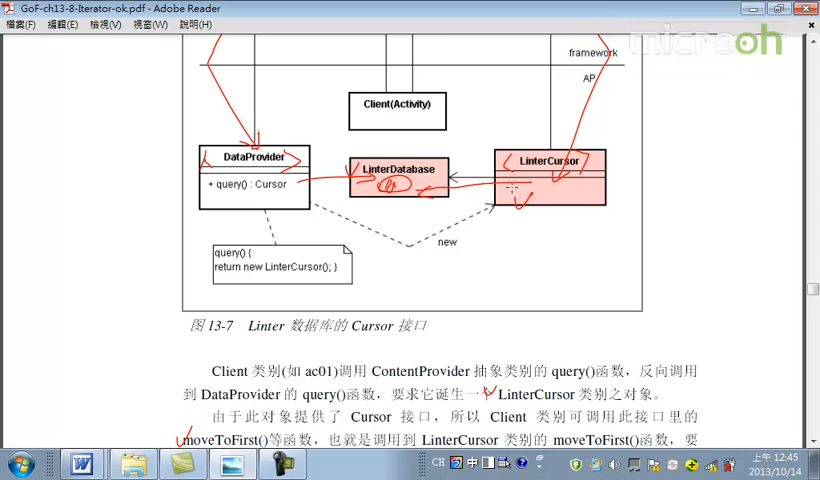 GoF-ch13-8-Iterator-ok.pdf - Adobe Reader
檔案(F) 編輯(E) 檢視(V) 視窗(W) 說明(H)
microoh
framework
AP
Client(Activity)
DataProvider
LinterDatabase
LinterCursor
+ query() : Cursor
new
query() {
return new LinterCursor(); }
图 13-7 Linter 数据库的 Cursor 接口
Client 类别(如 ac01)调用 ContentProvider 抽象类别的 query()函数，反向调用
到 DataProvider 的 query()函数，要求它诞生一个 LinterCursor 类别之对象。
由于此对象提供了 Cursor 接口，所以 Client 类别可调用此接口里的
moveToFirst()等函数，也就是调用到 LinterCursor 类别的 moveToFirst()函数，要
CH 中
上午 12:45
2013/10/14